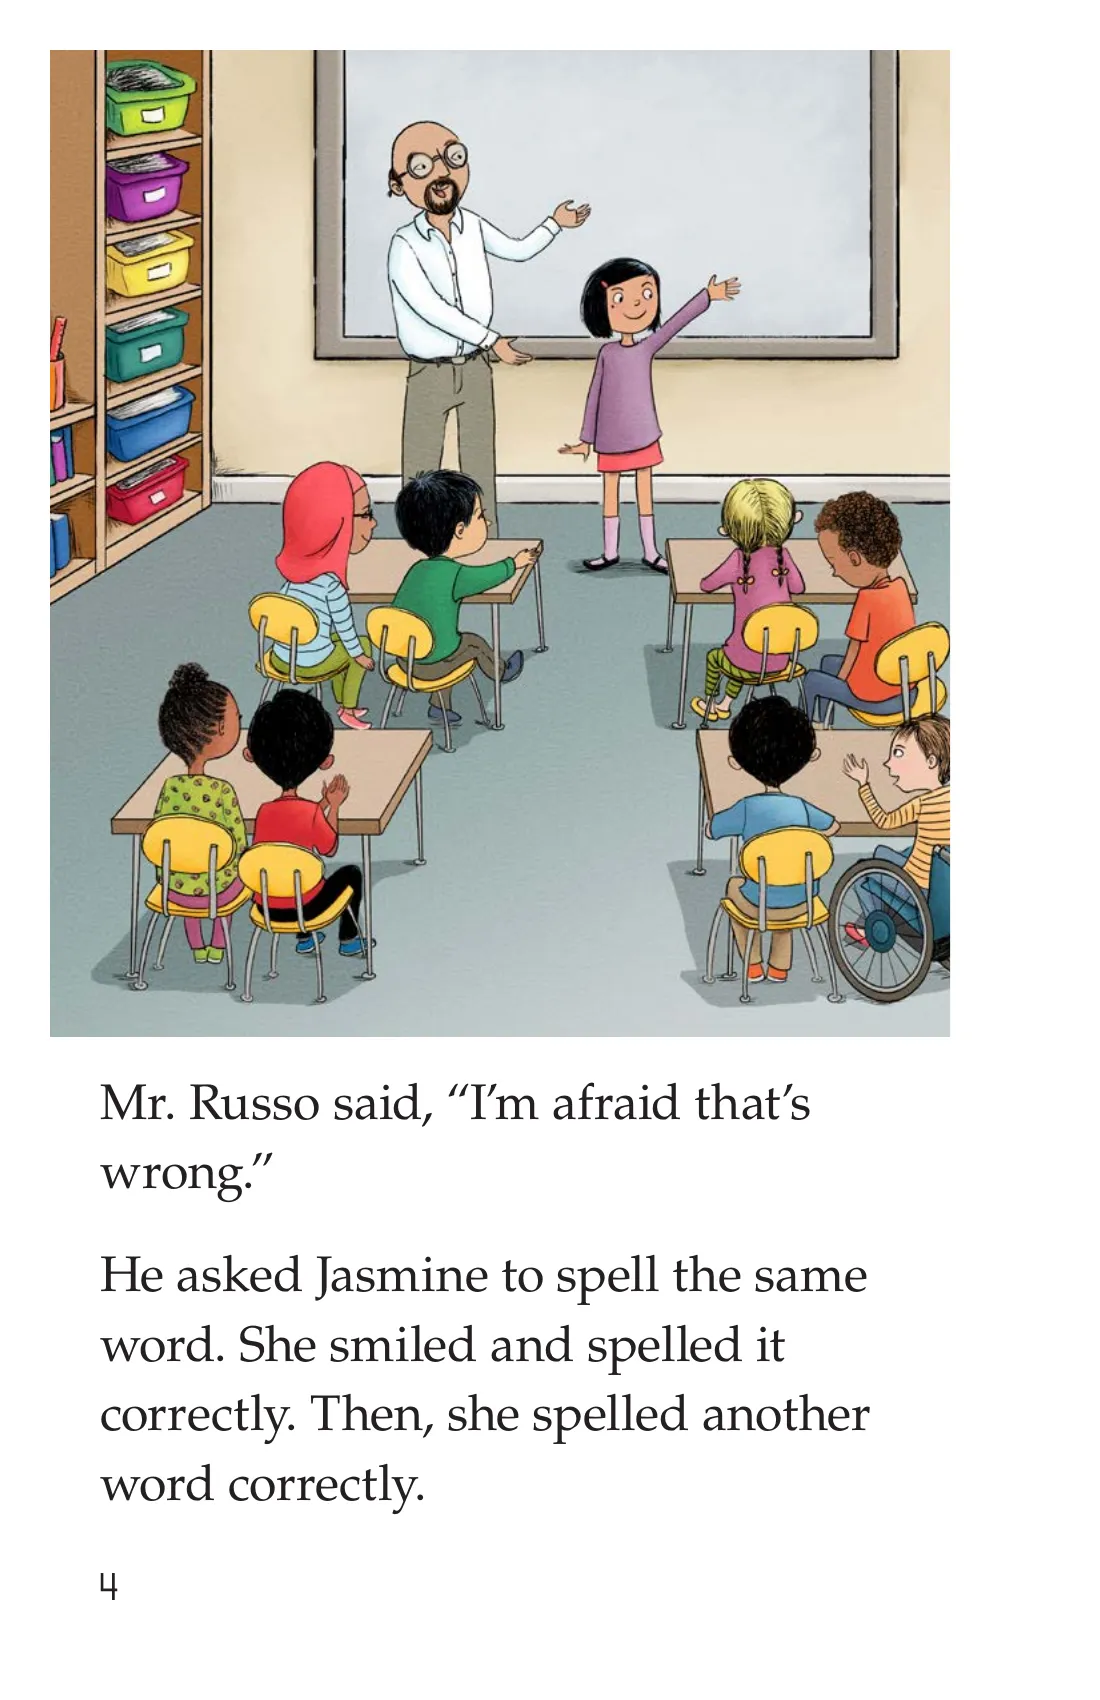 Mr. Russo said, “I’m afraid that’s
wrong.”
He asked Jasmine to spell the same
word. She smiled and spelled it
correctly. Then, she spelled another
word correctly.
4